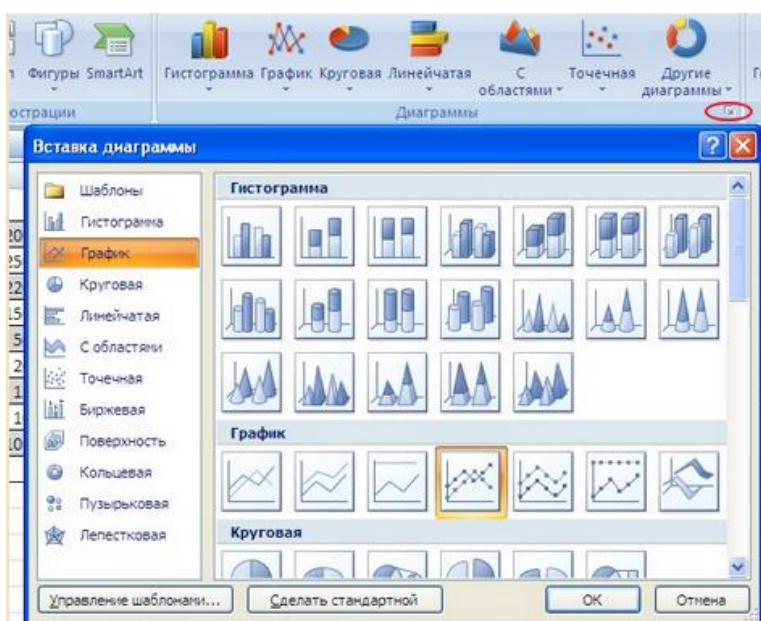 Фигуры SmartArt Гистограмма График Круговая Линейчатая С областями Точечная Другие диаграммы
Диаграммы
Вставка диаграммы
Шаблоны
Гистограмма
График
Круговая
Линейчатая
С областями
Точечная
Биржевая
Поверхность
Кольцевая
Пузырьковая
Лепестковая
Гистограмма
График
Круговая
Управление шаблонами...
Сделать стандартной
ОК
Отмена